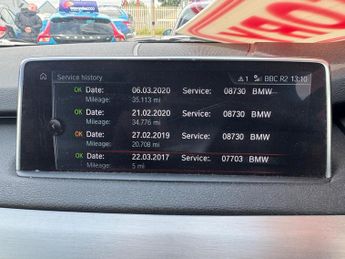 HO
Service history
1 BBC R2 13:10
OK Date: 06.03.2020 Service: 08730 BMW
Mileage: 35.113 mi
OK Date: 21.02.2020 Service: 08730 BMW
Mileage: 34.776 mi
OK Date: 27.02.2019 Service: 08730 BMW
Mileage: 20.708 mi
OK Date: 22.03.2017 Service: 07703 BMW
Mileage: 5 mi